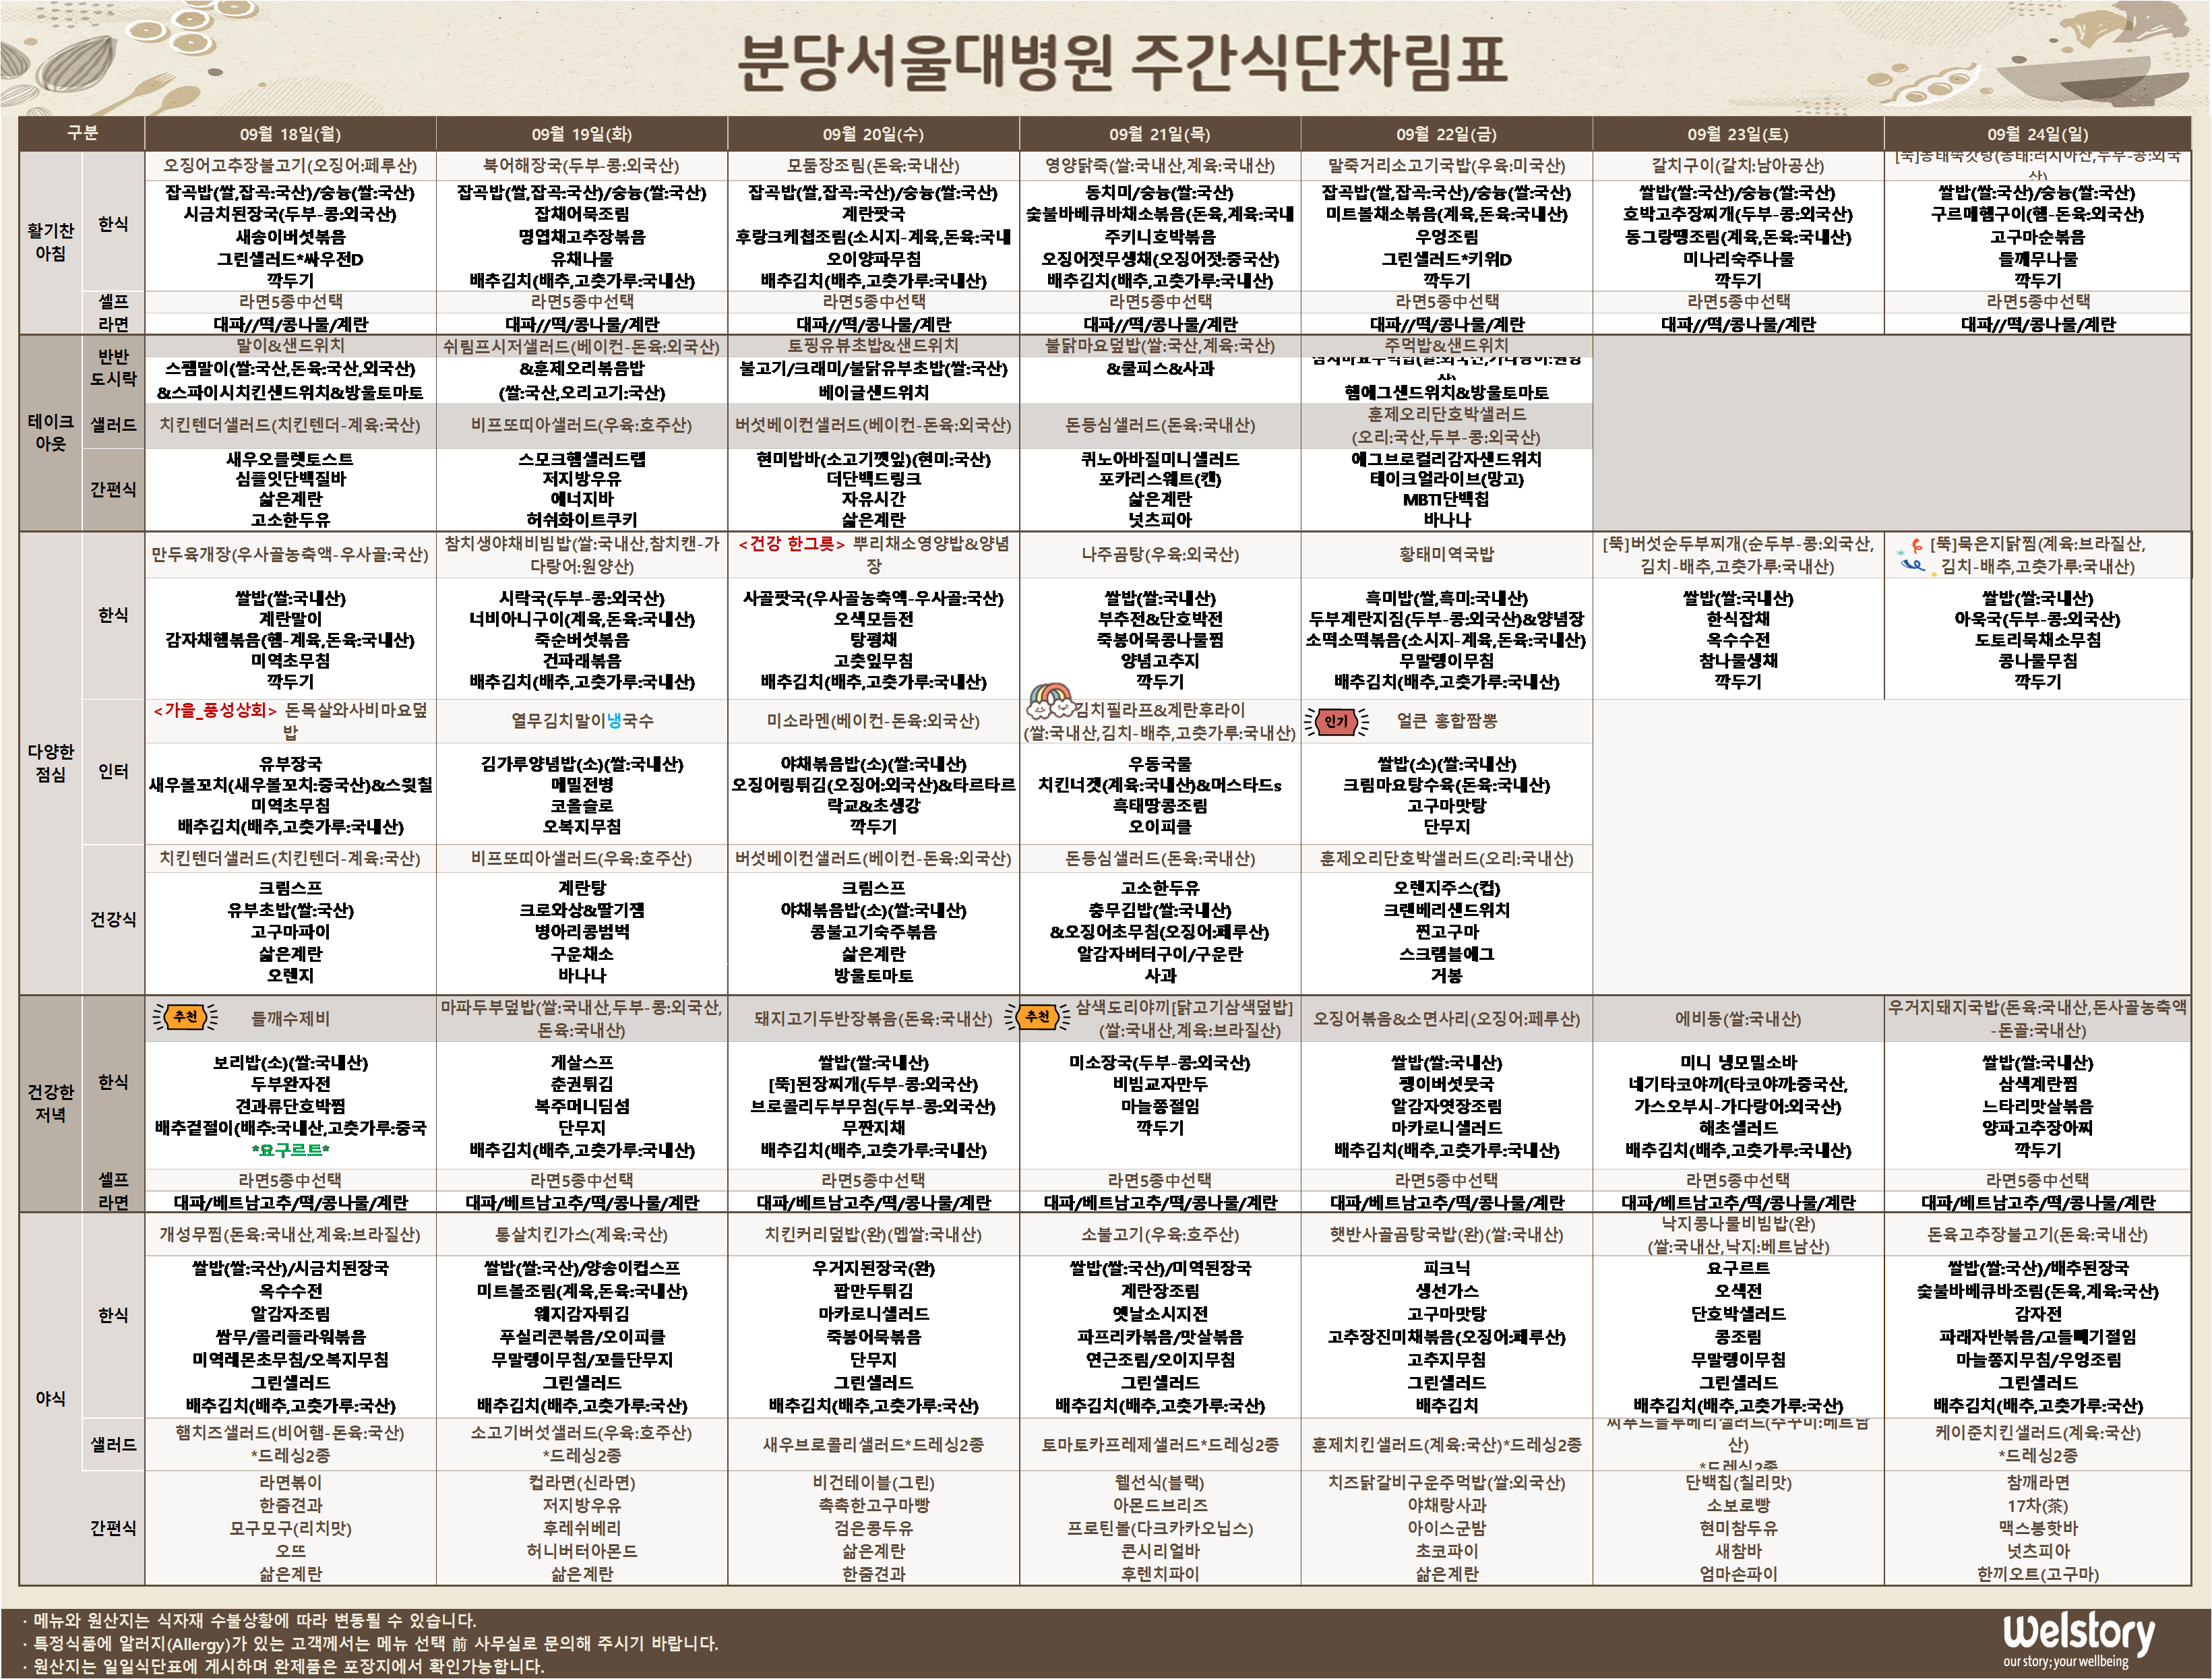 분당서울대병원 주간식단차림표
구분
09월 18일(월)
09월 19일(화)
09월 20일(수)
09월 21일(목)
09월 22일(금)
09월 23일(토)
09월 24일(일)
활기찬
아침
한식
오징어고추장불고기(오징어:페루산)
잡곡밥(쌀,잡곡:국산)/숭늉(쌀:국산)
시금치된장국(두부-콩:외국산)
새송이버섯볶음
그린샐러드*싸우전D
깍두기
북어해장국(두부-콩:외국산)
잡곡밥(쌀,잡곡:국산)/숭늉(쌀:국산)
잡채어묵조림
명엽채고추장볶음
유채나물
배추김치(배추,고춧가루:국내산)
모둠장조림(돈육:국내산)
잡곡밥(쌀,잡곡:국산)/숭늉(쌀:국산)
계란팟국
후랑크케첩조림(소시지-계육,돈육:국내
오이양파무침
배추김치(배추,고춧가루:국내산)
영양닭죽(쌀:국내산,계육:국내산)
동치미/숭늉(쌀:국산)
숯불바베큐바채소볶음(돈육,계육:국내
주키니호박볶음
오징어젓무생채(오징어젓:중국산)
배추김치(배추,고춧가루:국내산)
말죽거리소고기국밥(우육:미국산)
잡곡밥(쌀,잡곡:국산)/숭늉(쌀:국산)
미트볼채소볶음(계육,돈육:국내산)
우엉조림
그린샐러드*키위D
깍두기
갈치구이(갈치:남아공산)
쌀밥(쌀:국산)/숭늉(쌀:국산)
호박고추장찌개(두부-콩:외국산)
동그랑땡조림(계육,돈육:국내산)
미나리숙주나물
깍두기
[뚝]동태쑥갓탕(동태:러시아산,두부-콩:외국
산)
쌀밥(쌀:국산)/숭늉(쌀:국산)
구르메햄구이(햄-돈육:국산)
고구마순볶음
들깨무나물
깍두기
셀프
라면
라면5종中선택
대파//떡/콩나물/계란
라면5종中선택
대파//떡/콩나물/계란
라면5종中선택
대파//떡/콩나물/계란
라면5종中선택
대파//떡/콩나물/계란
라면5종中선택
대파//떡/콩나물/계란
라면5종中선택
대파//떡/콩나물/계란
라면5종中선택
대파//떡/콩나물/계란
테이크
아웃
반반
도시락
말이&샌드위치
스팸말이(쌀:국산,돈육:국산,외국산)
&스파이시치킨샌드위치&방울토마토
쉬림프시저샐러드(베이컨-돈육:외국산)
&훈제오리볶음밥
(쌀:국산,오리고기:국산)
토핑유뷰초밥&샌드위치
불고기/크래미/불닭유부초밥(쌀:국산)
베이글샌드위치
불닭마요덮밥(쌀:국산,계육:국산)
&쿨피스&사과
주먹밥&샌드위치
참치마요주먹밥(쌀:외국산,가다랑어:원양
산)
햄에그샌드위치&방울토마토
샐러드
치킨텐더샐러드(치킨텐더-계육:국산)
비프또띠아샐러드(우육:호주산)
버섯베이컨샐러드(베이컨-돈육:외국산)
돈등심샐러드(돈육:국내산)
훈제오리단호박샐러드
(오리:국산,두부-콩:외국산)
간편식
새우오믈렛토스트
심플잇단백질바
삶은계란
고소한두유
스모크햄샐러드랩
저지방우유
에너지바
허쉬화이트쿠키
현미밥바(소고기깻잎)(현미:국산)
더단백드링크
자유시간
삶은계란
퀴노아바질미니샐러드
포카리스웨트(캔)
삶은계란
넛츠피아
에그브로컬리감자샌드위치
테이크얼라이브(망고)
MBTI단백칩
바나나
다양한
점심
한식
만두육개장(우사골농축액-우사골:국산)
쌀밥(쌀:국내산)
계란말이
감자채햄볶음(햄-계육,돈육:국내산)
미역초무침
깍두기
참치생야채비빔밥(쌀:국내산,참치캔-가
다랑어:원양산)
시락국(두부-콩:외국산)
너비아니구이(계육,돈육:국내산)
죽순버섯볶음
건파래볶음
배추김치(배추,고춧가루:국내산)
<건강 한그릇> 뿌리채소영양밥&양념
장
사골팟국(우사골농축액-우사골:국산)
오색모듬전
탕평채
고춧잎무침
배추김치(배추,고춧가루:국내산)
나주곰탕(우육:외국산)
쌀밥(쌀:국내산)
부추전&단호박전
죽봉어묵콩나물찜
양념고추지
깍두기
황태미역국밥
흑미밥(쌀,흑미:국내산)
두부계란지짐(두부-콩:외국산)&양념장
소떡소떡볶음(소시지-계육,돈육:국내산)
무말랭이무침
배추김치(배추,고춧가루:국내산)
[뚝]버섯순두부찌개(순두부-콩:외국산,
김치-배추,고춧가루:국내산)
쌀밥(쌀:국내산)
한식잡채
옥수수전
참나물생채
깍두기
[뚝]묵은지닭찜(계육:브라질산,
김치-배추,고춧가루:국내산)
쌀밥(쌀:국내산)
아욱국(두부-콩:외국산)
도토리묵채소무침
콩나물무침
깍두기
인터
<가을_풍성상회> 돈목살와사비마요덮
밥
유부장국
새우볼꼬치(새우볼꼬치:중국산)&스윗칠
미역초무침
배추김치(배추,고춧가루:국내산)
열무김치말이냉국수
김가루양념밥(소)(쌀:국내산)
메밀전병
코올슬로
오복지무침
미소라멘(베이컨-돈육:외국산)
야채볶음밥(소)(쌀:국내산)
오징어링튀김(오징어:외국산)&타르타르
락교&초생강
깍두기
김치필라프&계란후라이
(쌀:국내산,김치-배추,고춧가루:국내산)
우동국물
치킨너겟(계육:국내산)&머스타드s
흑태땅콩조림
오이피클
인기
얼큰 홍합짬뽕
쌀밥(소)(쌀:국내산)
크림마요탕수육(돈육:국내산)
고구마맛탕
단무지
건강식
치킨텐더샐러드(치킨텐더-계육:국산)
크림스프
유부초밥(쌀:국산)
고구마파이
삶은계란
오렌지
비프또띠아샐러드(우육:호주산)
계란탕
크로와상&딸기잼
병아리콩범벅
구운채소
바나나
버섯베이컨샐러드(베이컨-돈육:외국산)
크림스프
야채볶음밥(소)(쌀:국내산)
콩불고기숙주볶음
삶은계란
방울토마토
돈등심샐러드(돈육:국내산)
고소한두유
충무김밥(쌀:국내산)
&오징어초무침(오징어:페루산)
알감자버터구이/구운란
사과
훈제오리단호박샐러드(오리:국내산)
오렌지주스(컵)
크랜베리샌드위치
찐고구마
스크램블에그
거봉
건강한
저녁
한식
추천
들깨수제비
보리밥(소)(쌀:국내산)
두부완자전
견과류단호박찜
배추겉절이(배추:국내산,고춧가루:중국
*요구르트*
마파두부덮밥(쌀:국내산,두부-콩:외국산,
돈육:국내산)
게살스프
춘권튀김
복주머니딤섬
단무지
배추김치(배추,고춧가루:국내산)
돼지고기두반장볶음(돈육:국내산)
쌀밥(쌀:국내산)
[뚝]된장찌개(두부-콩:외국산)
브로콜리두부무침(두부-콩:외국산)
무짠지채
배추김치(배추,고춧가루:국내산)
추천
삼색도리야끼[닭고기삼색덮밥]
(쌀:국내산,계육:브라질산)
미소장국(두부-콩:외국산)
비빔교자만두
마늘쫑절임
깍두기
오징어볶음&소면사리(오징어:페루산)
쌀밥(쌀:국내산)
팽이버섯뭇국
알감자엿장조림
마카로니샐러드
배추김치(배추,고춧가루:국내산)
에비동(쌀:국내산)
미니 냉모밀소바
네기타코야끼(타코야끼:중국산,
가스오부시-가다랑어:외국산)
해초샐러드
배추김치(배추,고춧가루:국내산)
우거지돼지국밥(돈육:국내산,돈사골농축액
-돈골:국내산)
쌀밥(쌀:국내산)
삼색계란찜
느타리맛살볶음
양파고추장아찌
깍두기
셀프
라면
라면5종中선택
대파/베트남고추/떡/콩나물/계란
라면5종中선택
대파/베트남고추/떡/콩나물/계란
라면5종中선택
대파/베트남고추/떡/콩나물/계란
라면5종中선택
대파/베트남고추/떡/콩나물/계란
라면5종中선택
대파/베트남고추/떡/콩나물/계란
라면5종中선택
대파/베트남고추/떡/콩나물/계란
라면5종中선택
대파/베트남고추/떡/콩나물/계란
야식
한식
개성무찜(돈육:국내산,계육:브라질산)
쌀밥(쌀:국산)/시금치된장국
옥수수전
알감자조림
쌈무/콜리플라워볶음
미역레몬초무침/오복지무침
그린샐러드
배추김치(배추,고춧가루:국산)
통살치킨가스(계육:국산)
쌀밥(쌀:국산)/양송이컵스프
미트볼조림(계육,돈육:국내산)
웨지감자튀김
푸실리콘볶음/오이피클
무말랭이무침/꼬들단무지
그린샐러드
배추김치(배추,고춧가루:국산)
치킨커리덮밥(완)(멥쌀:국내산)
우거지된장국(완)
팝만두튀김
마카로니샐러드
죽봉어묵볶음
단무지
그린샐러드
배추김치(배추,고춧가루:국산)
소불고기(우육:호주산)
쌀밥(쌀:국산)/미역된장국
계란장조림
옛날소시지전
파프리카볶음/맛살볶음
연근조림/오이지무침
그린샐러드
배추김치(배추,고춧가루:국산)
햇반사골곰탕국밥(완)(쌀:국내산)
피크닉
생선가스
고구마맛탕
고추장진미채볶음(오징어:페루산)
고추지무침
그린샐러드
배추김치
낙지콩나물비빔밥(완)
(쌀:국내산,낙지:베트남산)
요구르트
오색전
단호박샐러드
콩조림
무말랭이무침
그린샐러드
배추김치(배추,고춧가루:국산)
돈육고추장불고기(돈육:국내산)
쌀밥(쌀:국산)/배추된장국
숯불바베큐바조림(돈육,계육:국산)
감자전
파래자반볶음/고들빼기절임
마늘쫑지무침/우엉조림
그린샐러드
배추김치(배추,고춧가루:국산)
샐러드
햄치즈샐러드(비어햄-돈육:국산)
*드레싱2종
소고기버섯샐러드(우육:호주산)
*드레싱2종
새우브로콜리샐러드*드레싱2종
토마토카프레제샐러드*드레싱2종
훈제치킨샐러드(계육:국산)*드레싱2종
씨푸드블루베리샐러드(주꾸미:베트남
산)
*드레싱2종
케이준치킨샐러드(계육:국산)
*드레싱2종
간편식
라면볶이
한줌견과
모구모구(리치맛)
오뜨
삶은계란
컵라면(신라면)
저지방우유
후레쉬베리
허니버터아몬드
삶은계란
비건테이블(그린)
촉촉한고구마빵
검은콩두유
삶은계란
한줌견과
웰선식(블랙)
아몬드브리즈
프로틴볼(다크카카오닙스)
콘시리얼바
후렌치파이
치즈닭갈비구운주먹밥(쌀:외국산)
야채랑사과
아이스군밤
초코파이
삶은계란
단백칩(칠리맛)
소보로빵
현미참두유
새참바
엄마손파이
참깨라면
17차(茶)
맥스봉핫바
넛츠피아
한끼오트(고구마)
· 메뉴와 원산지는 식자재 수불상황에 따라 변동될 수 있습니다.
· 특정식품에 알러지(Allergy)가 있는 고객께서는 메뉴 선택 前 사무실로 문의해 주시기 바랍니다.
· 원산지는 일일식단표에 게시하며 완제품은 포장지에서 확인가능합니다.
welstory
our story; your wellbeing